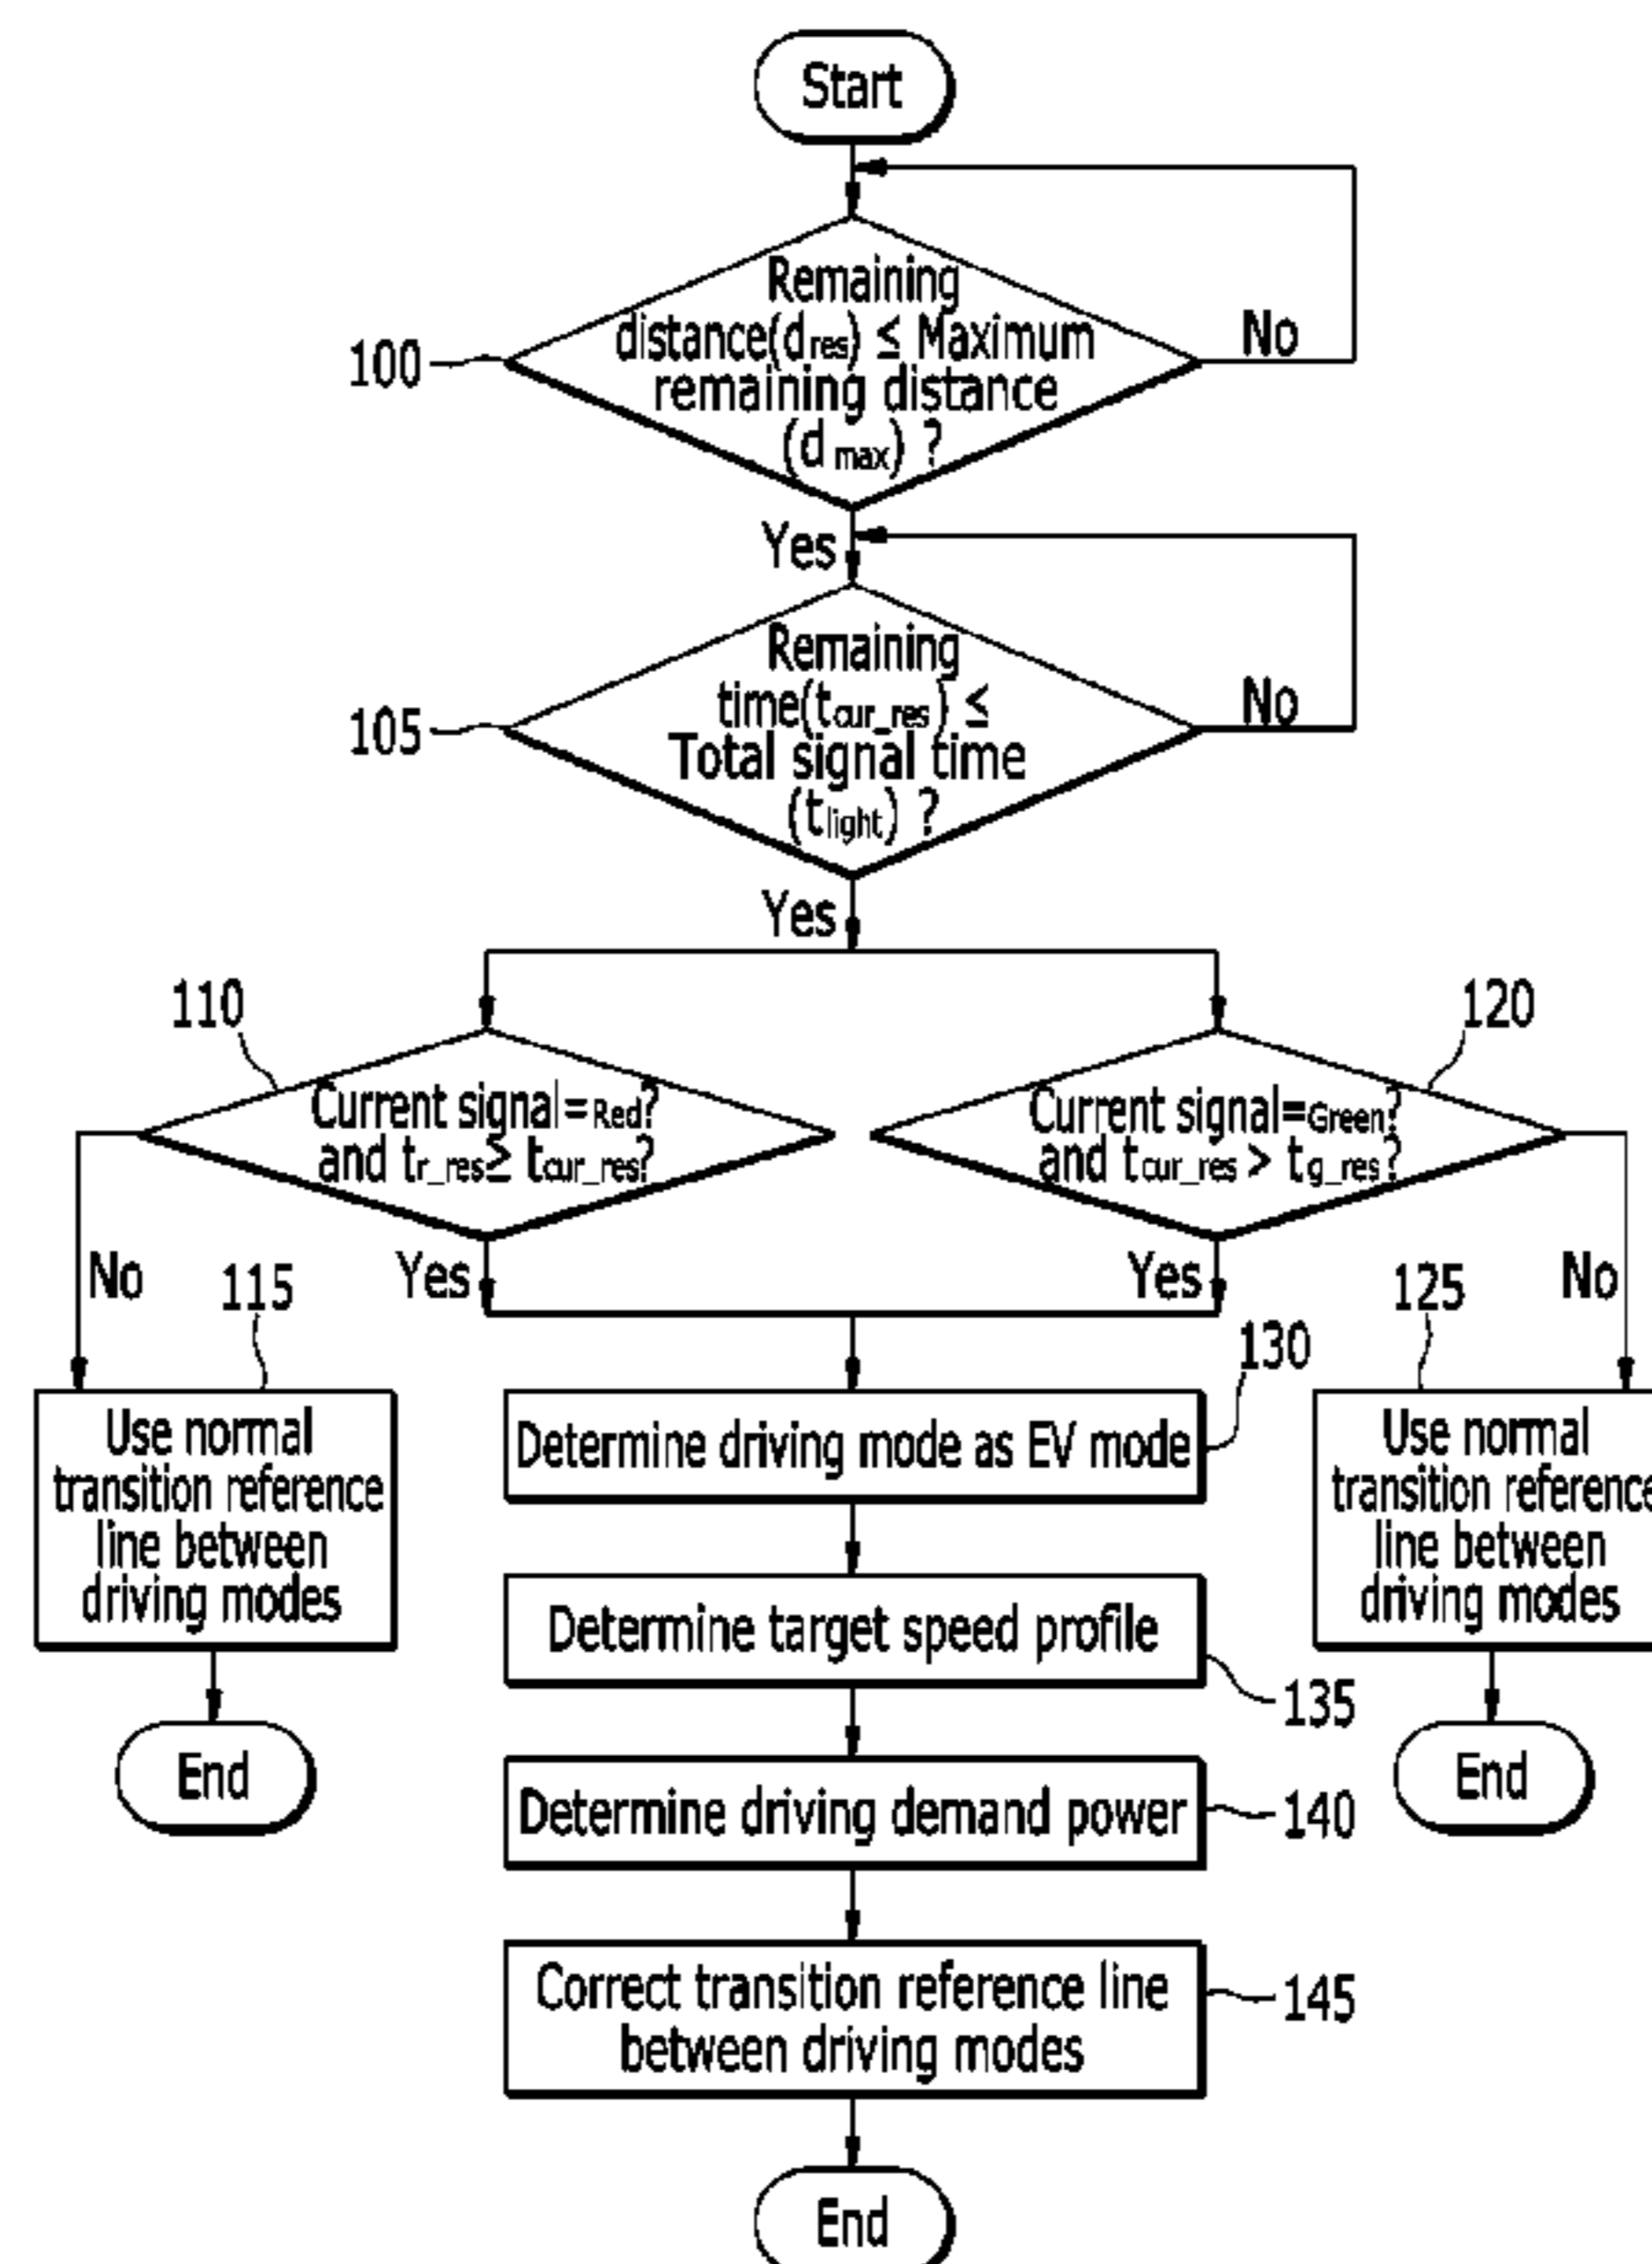 Start
Remaining
distance(dres) ≤ Maximum
remaining distance
(dmax) ?
No
100
Yes
Remaining
time(tcur_res) ≤
Total signal time
(tlight) ?
No
105
Yes
110
120
Current signal=Red?
and tr_res≥ tcur_res?
Current signal=Green?
and tcur_res > tg_res?
No
115
Yes
Yes
125
No
130
Use normal
transition reference
line between
driving modes
Determine driving mode as EV mode
Use normal
transition reference
line between
driving modes
Determine target speed profile
135
End
End
Determine driving demand power
140
Correct transition reference line
between driving modes
145
End